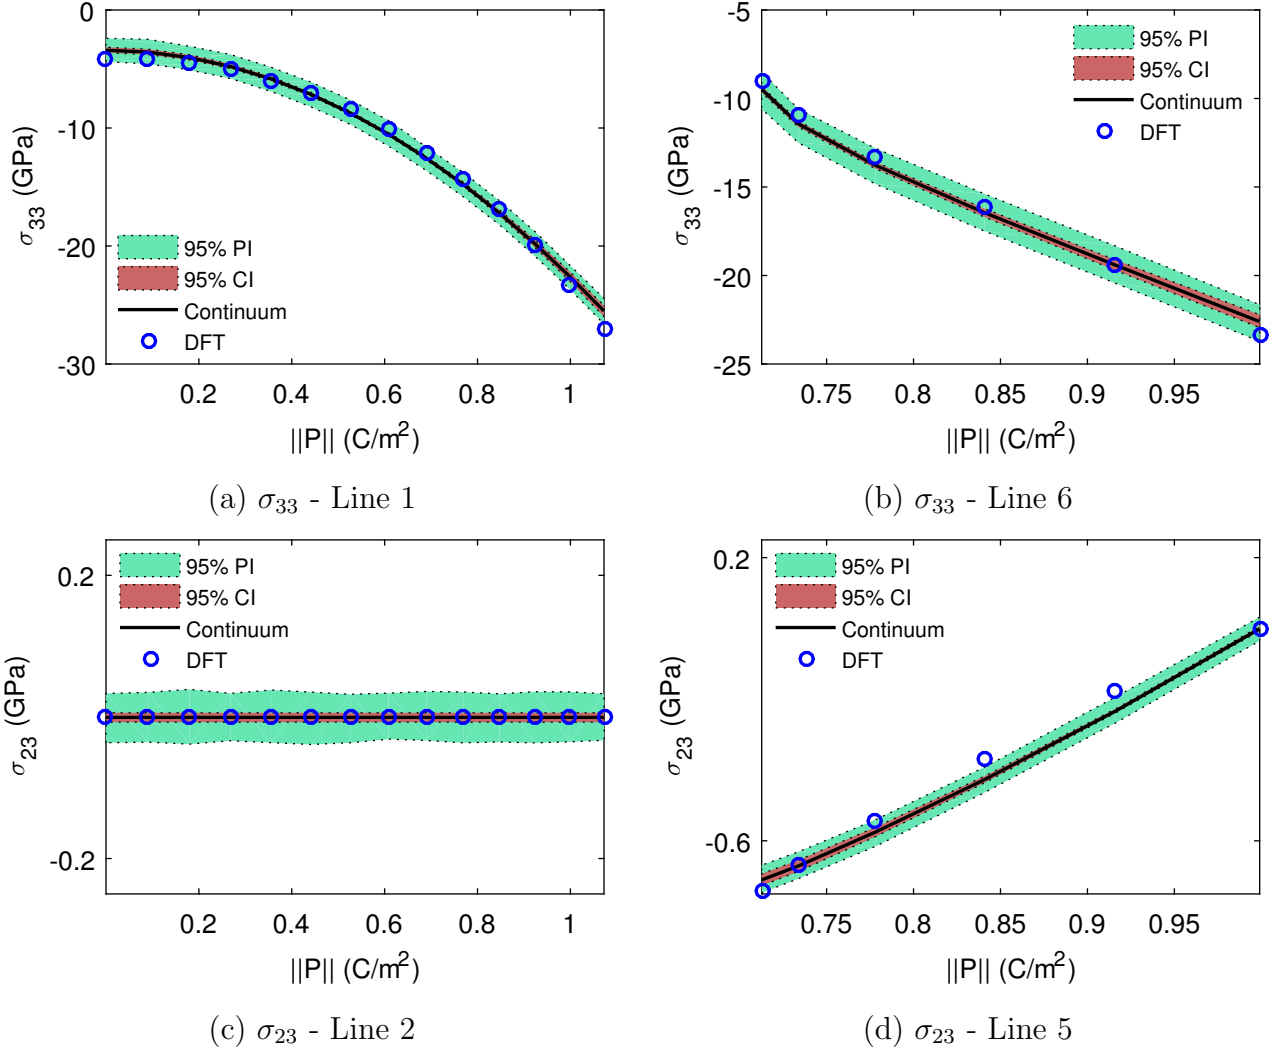 0
-10
-20
-30
σ33 (GPa)
95% PI
95% CI
Continuum
DFT
0.2 0.4 0.6 0.8 1
||P|| (C/m²)
(a) σ33 - Line 1
-5
-10
-15
-20
-25
σ33 (GPa)
95% PI
95% CI
Continuum
DFT
0.75 0.8 0.85 0.9 0.95
||P|| (C/m²)
(b) σ33 - Line 6
0.2
-0.2
σ23 (GPa)
95% PI
95% CI
Continuum
DFT
0.2 0.4 0.6 0.8 1
||P|| (C/m²)
(c) σ23 - Line 2
0.2
-0.6
σ23 (GPa)
95% PI
95% CI
Continuum
DFT
0.75 0.8 0.85 0.9 0.95
||P|| (C/m²)
(d) σ23 - Line 5